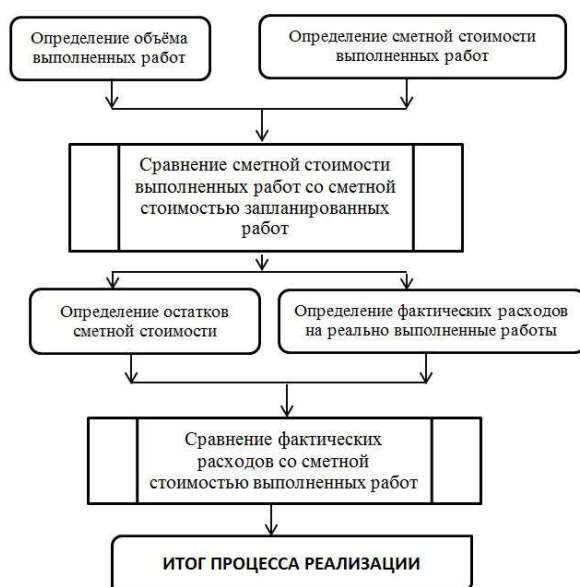 Определение объёма
выполненных работ
Определение сметной стоимости
выполненных работ
Сравнение сметной стоимости
выполненных работ со сметной
стоимостью запланированных
работ
Определение остатков
сметной стоимости
Определение фактических расходов
на реально выполненные работы
Сравнение фактических
расходов со сметной
стоимостью выполненных работ
ИТОГ ПРОЦЕССА РЕАЛИЗАЦИИ